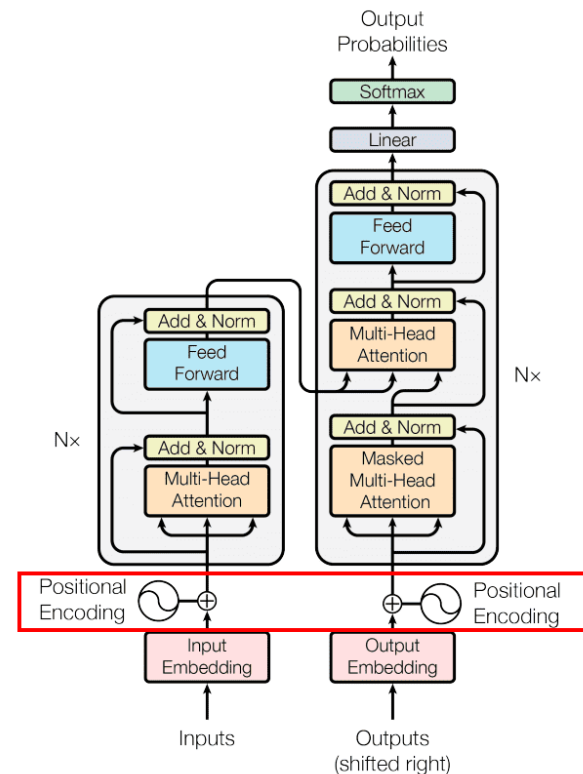 Output
Probabilities
Softmax
Linear
Add & Norm
Feed
Forward
Add & Norm
Multi-Head
Attention
Nx
Add & Norm
Masked
Multi-Head
Attention
Add & Norm
Feed
Forward
Nx
Add & Norm
Multi-Head
Attention
Positional
Encoding
Positional
Encoding
Input
Embedding
Output
Embedding
Inputs
Outputs
(shifted right)